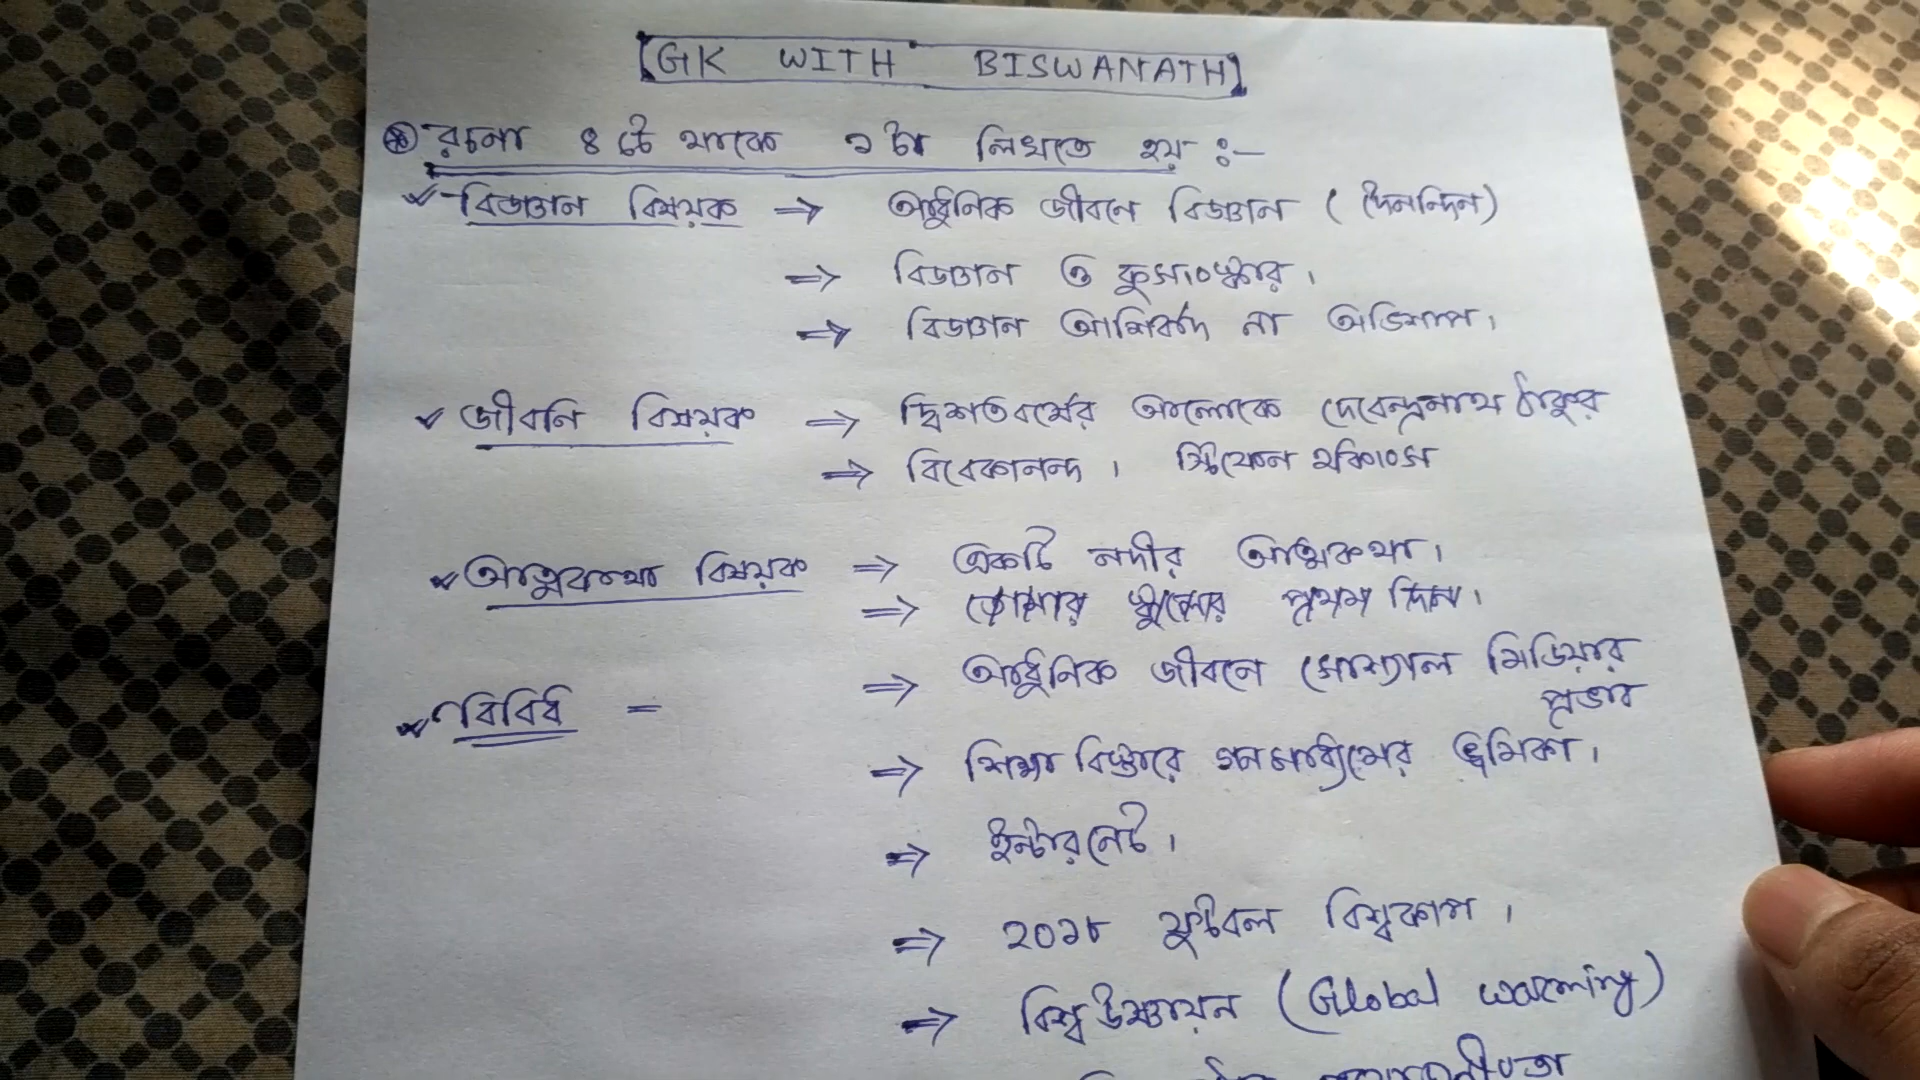 GK WITH BISWANATH
রচনা ৪টে থাকে ১টা লিখতে হয় :-
বিজ্ঞান বিষয়ক ⇒ আধুনিক জীবনে বিজ্ঞান (দৈনন্দিন)
⇒ বিজ্ঞান ও কুসংস্কার।
⇒ বিজ্ঞান আশির্বাদ না অভিশাপ।
জীবনি বিষয়ক ⇒ দ্বিশতবর্ষের আলোকে দেবেন্দ্রনাথ ঠাকুর
⇒ বিবেকানন্দ। স্টিফেন হকিংস
আত্মকথা বিষয়ক ⇒ একটি নদীর আত্মকথা।
⇒ তোমার স্কুলের প্রথম দিন।
⇒ আধুনিক জীবনে সোশ্যাল মিডিয়ার প্রভাব
বিবিধ =
⇒ শিক্ষা বিস্তারে গনমাধ্যমের ভূমিকা।
⇒ ইন্টারনেট।
⇒ ২০১৮ ফুটবল বিশ্বকাপ।
⇒ বিশ্ব উষ্ণায়ন (Global warming)